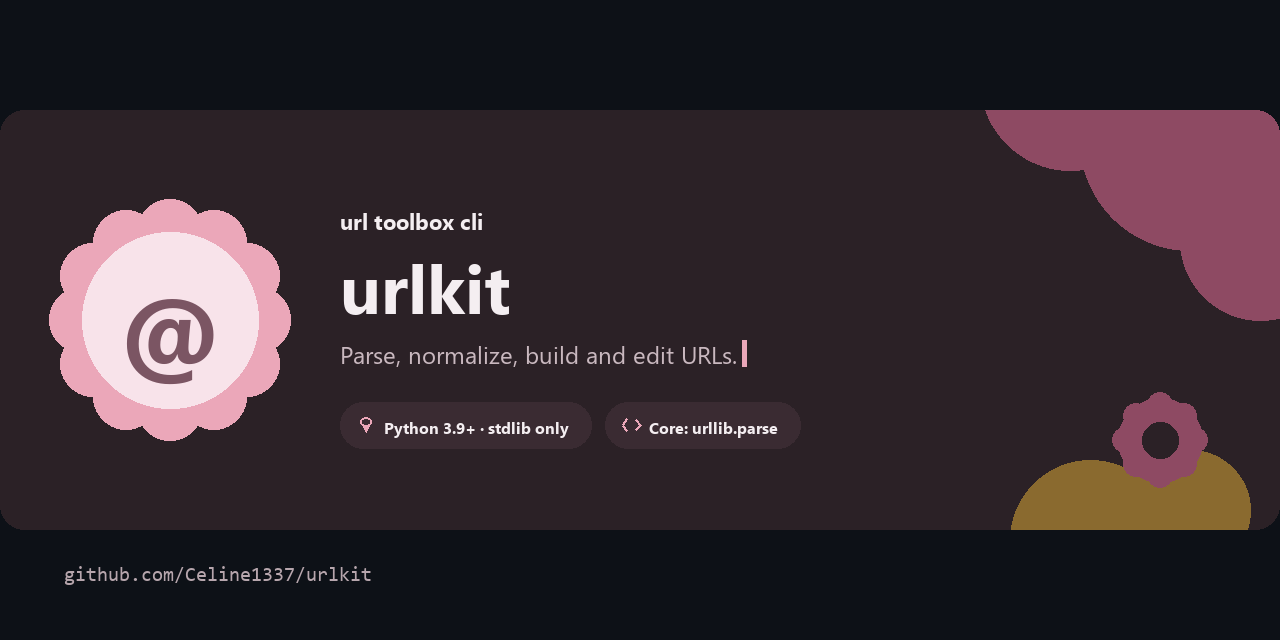 @
url toolbox cli
urlkit
Parse, normalize, build and edit URLs.
Python 3.9+ · stdlib only
Core: urllib.parse
github.com/Celine1337/urlkit